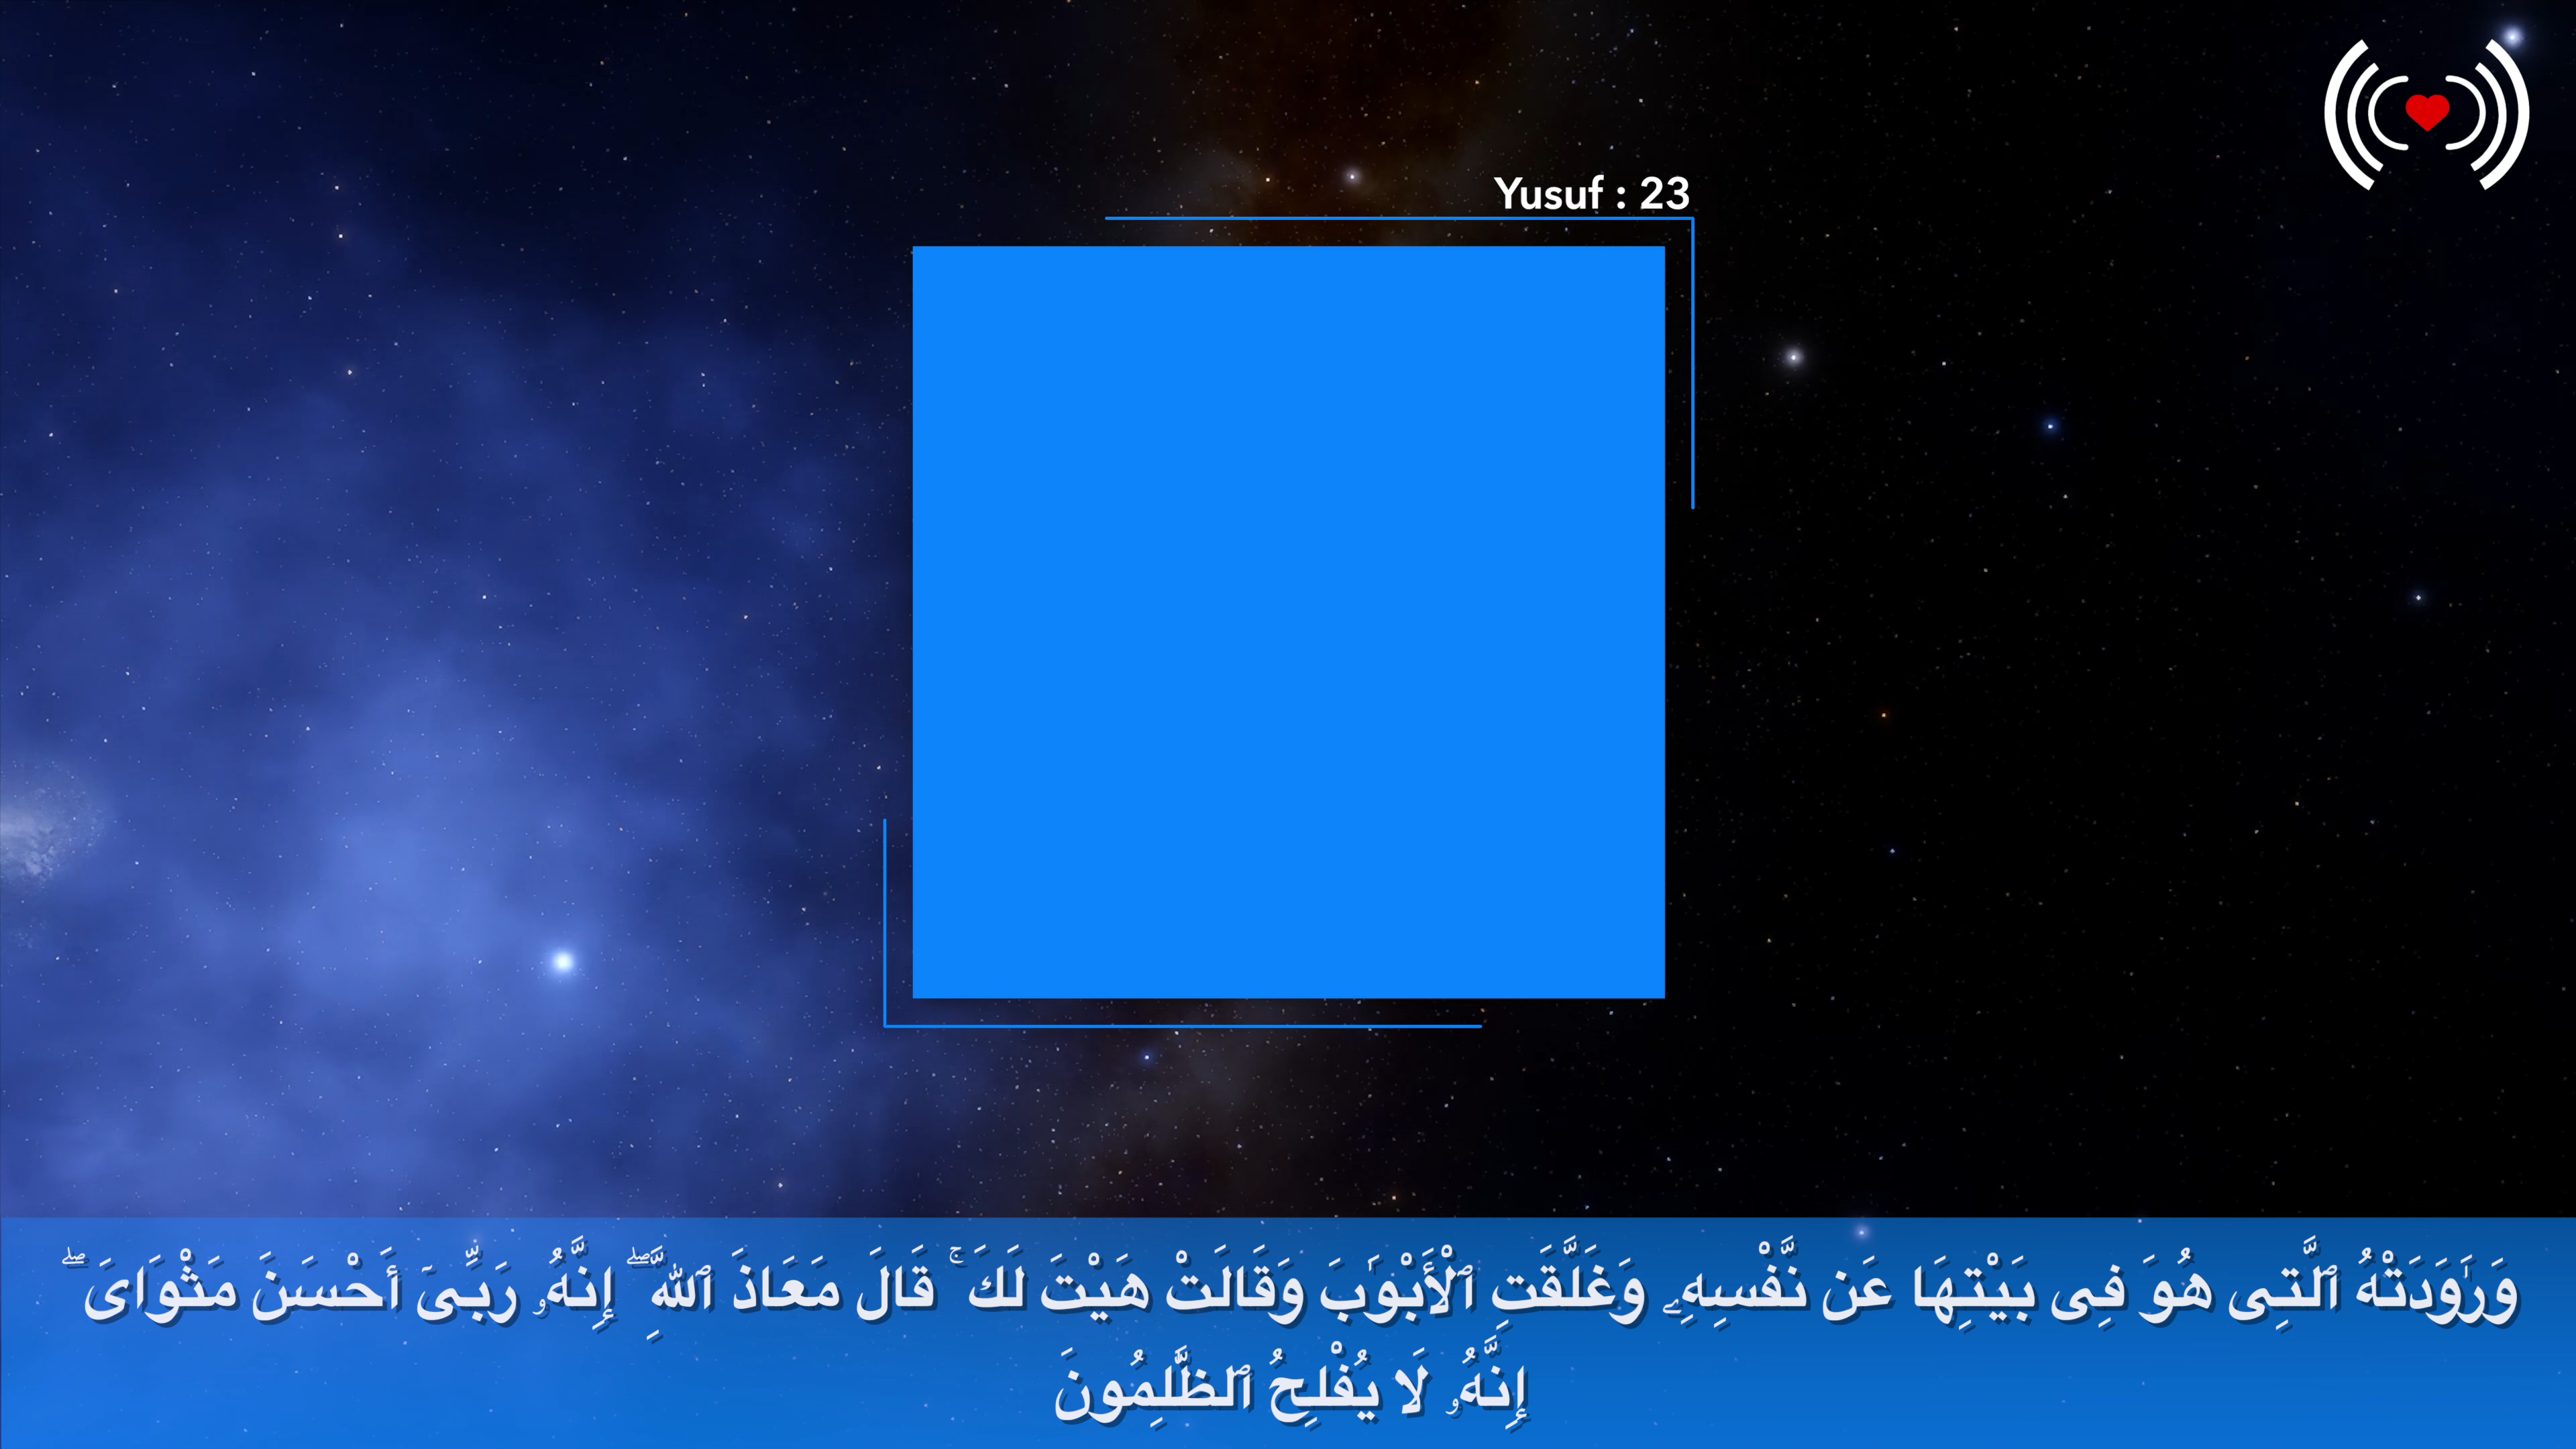 Yusuf : 23
وَرَٰوَدَتْهُ ٱلَّتِى هُوَ فِى بَيْتِهَا عَن نَّفْسِهِۦ وَغَلَّقَتِ ٱلْأَبْوَٰبَ وَقَالَتْ هَيْتَ لَكَ ۚ قَالَ مَعَاذَ ٱللَّهِ ۖ إِنَّهُۥ رَبِّىٓ أَحْسَنَ مَثْوَاىَ ۖ
إِنَّهُۥ لَا يُفْلِحُ ٱلظَّٰلِمُونَ